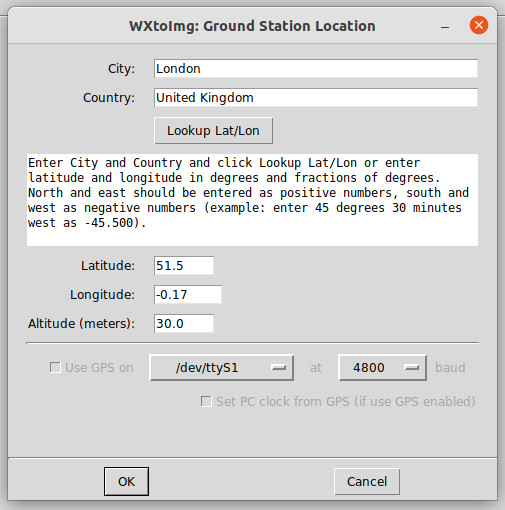 WXtoImg: Ground Station Location
City: London
Country: United Kingdom
Lookup Lat/Lon
Enter City and Country and click Lookup Lat/Lon or enter
latitude and longitude in degrees and fractions of degrees.
North and east should be entered as positive numbers, south and
west as negative numbers (example: enter 45 degrees 30 minutes
west as -45.500).
Latitude: 51.5
Longitude: -0.17
Altitude (meters): 30.0
Use GPS on /dev/ttyS1 at 4800 baud
Set PC clock from GPS (if use GPS enabled)
OK Cancel